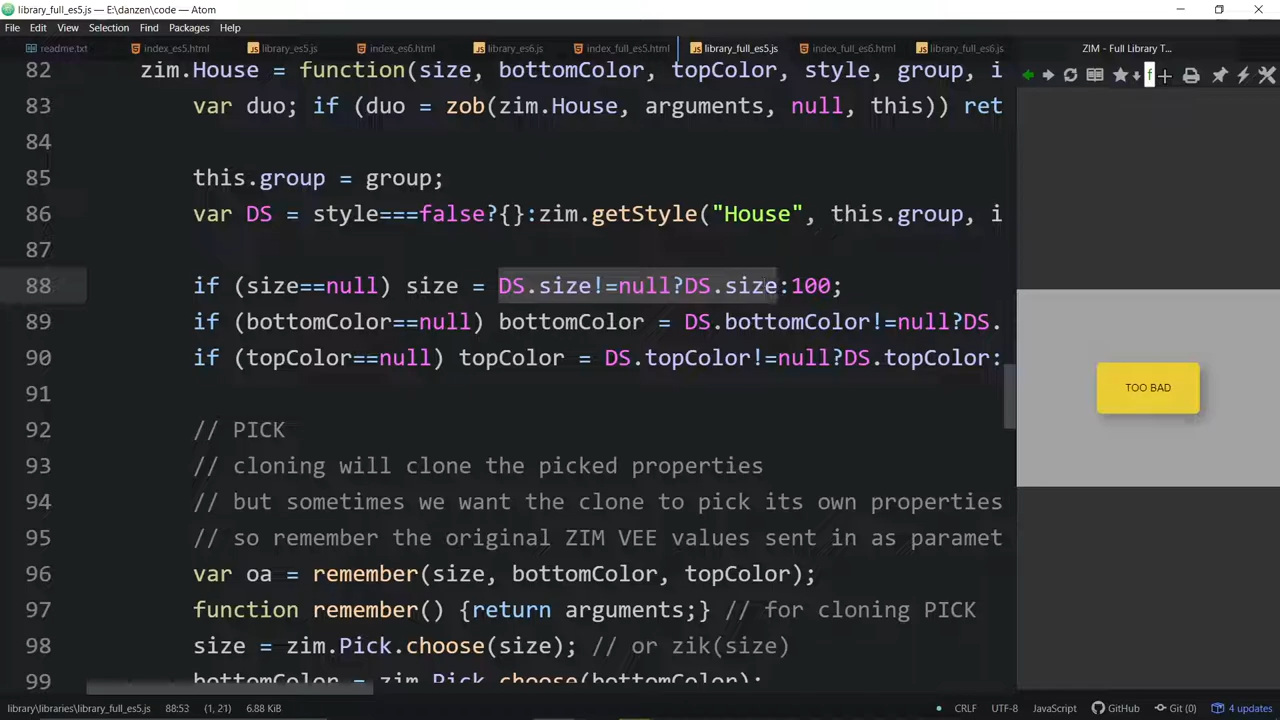 library_full_es5.js — E:\danzen\code — Atom
File Edit View Selection Find Packages Help
readme.txt index_es5.html library_es5.js index_es6.html library_es6.js index_full_es5.html library_full_es5.js index_full_es6.html library_es6.js ZIM - Full Library T...
82 zim.House = function(size, bottomColor, topColor, style, group, i
83 var duo; if (duo = zob(zim.House, arguments, null, this)) ret
84
85 this.group = group;
86 var DS = style===false?{}:zim.getStyle("House", this.group, i
87
88 if (size==null) size = DS.size!=null?DS.size:100;
89 if (bottomColor==null) bottomColor = DS.bottomColor!=null?DS.
90 if (topColor==null) topColor = DS.topColor!=null?DS.topColor:
91
92 // PICK
93 // cloning will clone the picked properties
94 // but sometimes we want the clone to pick its own properties
95 // so remember the original ZIM VEE values sent in as paramet
96 var oa = remember(size, bottomColor, topColor);
97 function remember() {return arguments;} // for cloning PICK
98 size = zim.Pick.choose(size); // or zik(size)
99 bottomColor = zim.Pick.choose(bottomColor);
f
TOO BAD
library\libraries\library_full_es5.js 88:53 (1, 21) 6.88 KiB CRLF UTF-8 JavaScript GitHub Git (0) 4 updates